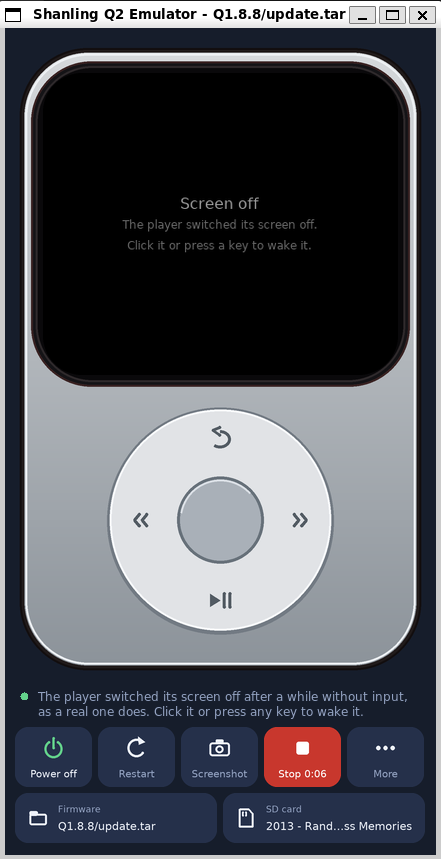 Shanling Q2 Emulator - Q1.8.8/update.tar
Screen off
The player switched its screen off.
Click it or press a key to wake it.
The player switched its screen off after a while without input,
as a real one does. Click it or press any key to wake it.
Power off
Restart
Screenshot
Stop 0:06
More
Firmware
Q1.8.8/update.tar
SD card
2013 - Rand...ss Memories